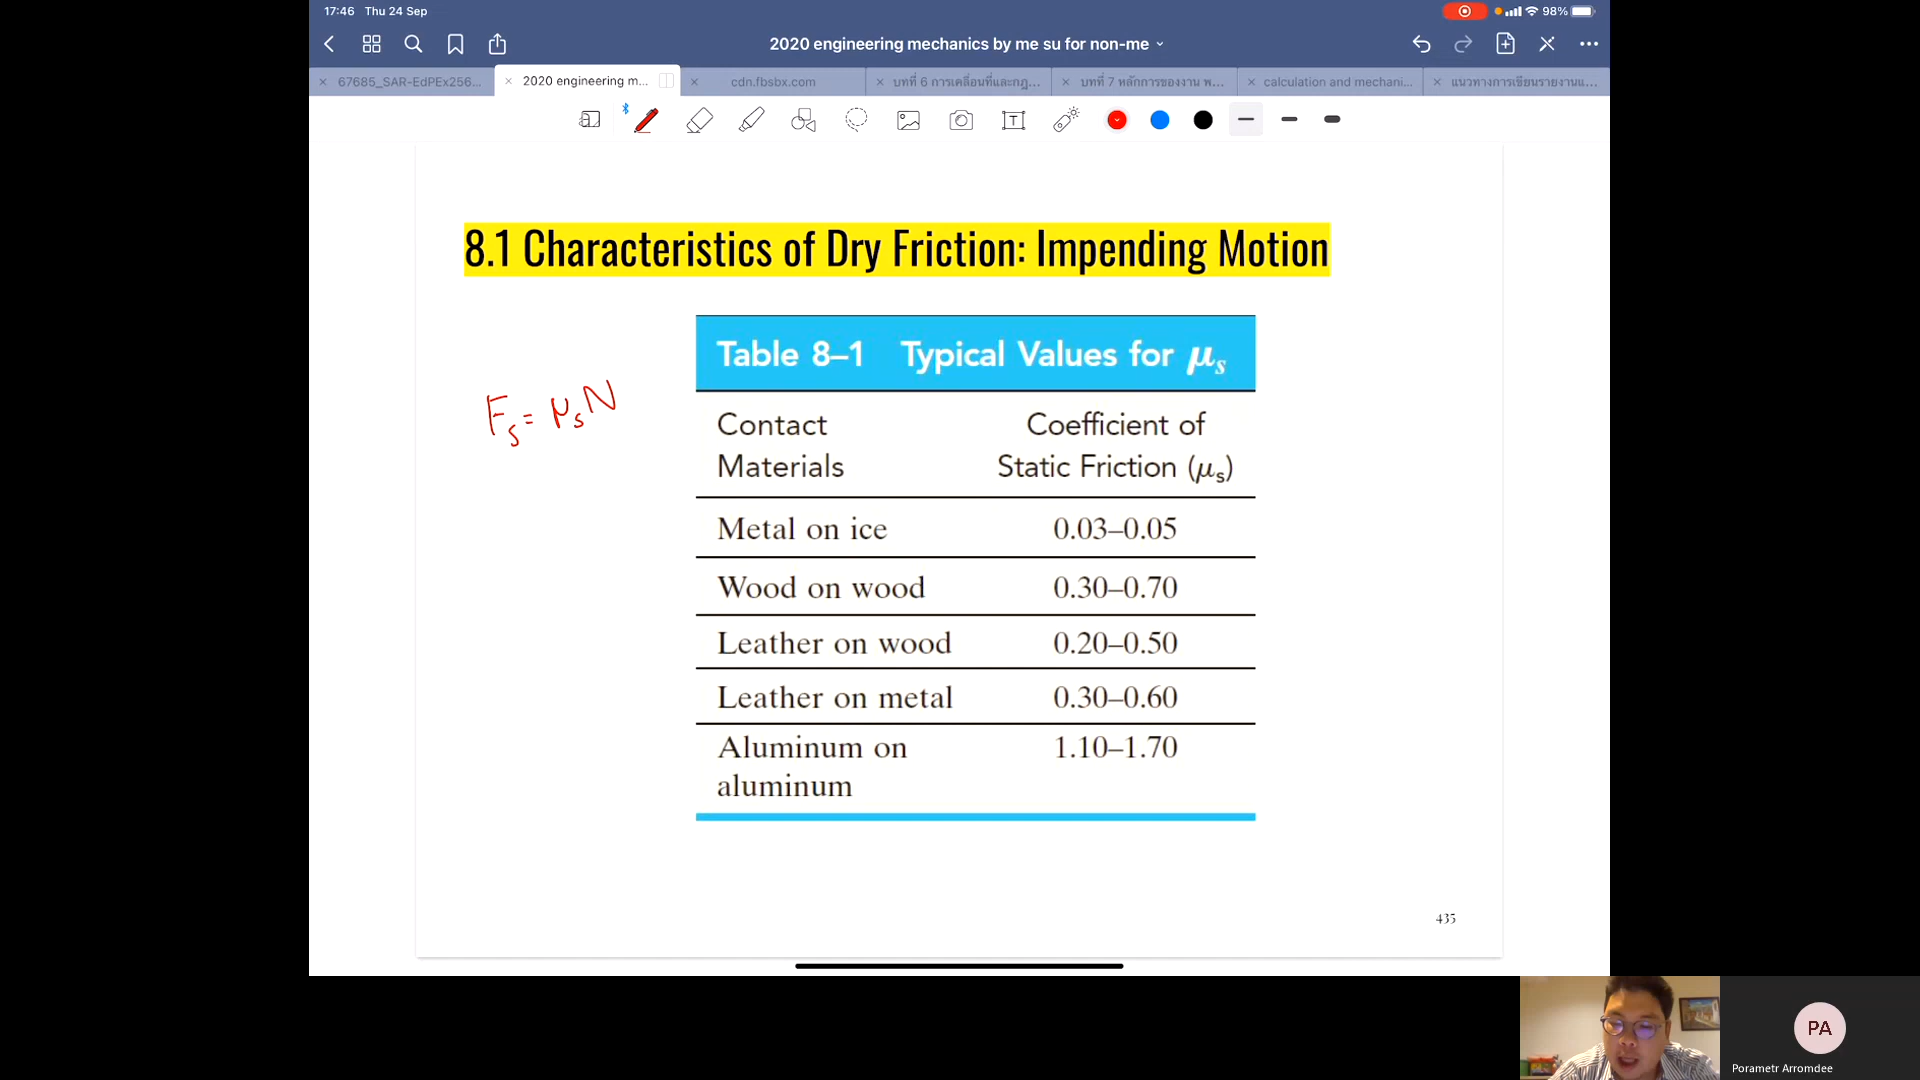 17:46 Thu 24 Sep
98%
2020 engineering mechanics by me su for non-me
67685_SAR-EdPEx256...
2020 engineering m...
cdn.fbsbx.com
บทที่ 6 การเคลื่อนที่และกฎ...
บทที่ 7 หลักการของงาน พ...
calculation and mechani...
แนวทางการเขียนรายงานแ...
T
8.1 Characteristics of Dry Friction: Impending Motion
Fs = μsN
Table 8–1 Typical Values for μs
Contact Materials
Coefficient of Static Friction (μs)
Metal on ice 0.03–0.05
Wood on wood 0.30–0.70
Leather on wood 0.20–0.50
Leather on metal 0.30–0.60
Aluminum on aluminum 1.10–1.70
435
PA
Porametr Arromdee